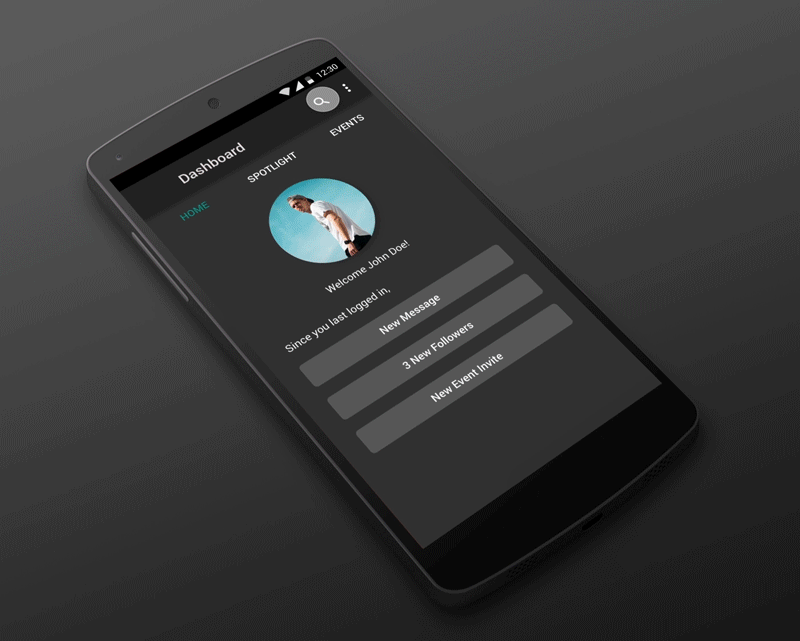 12:30
Dashboard
HOME SPOTLIGHT EVENTS
Welcome John Doe!
Since you last logged in,
New Message
3 New Followers
New Event Invite